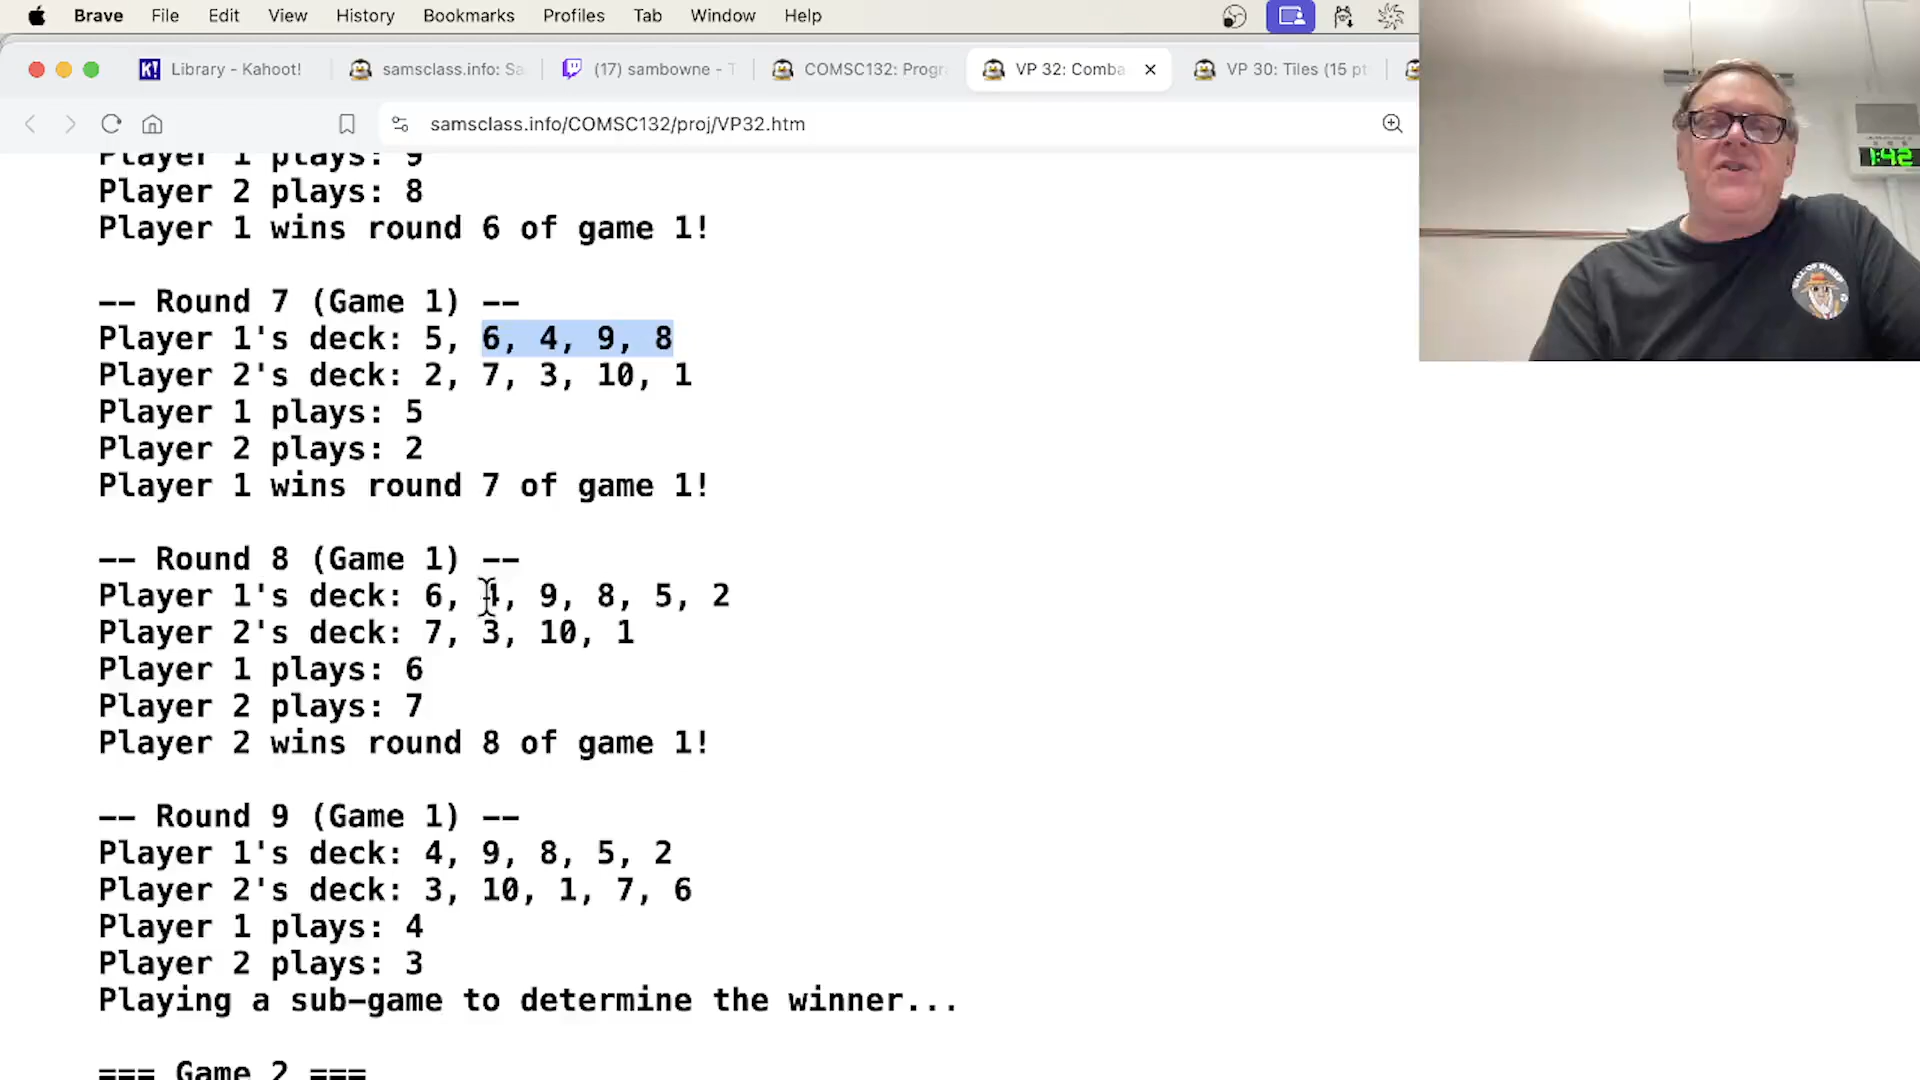 Brave File Edit View History Bookmarks Profiles Tab Window Help
Library - Kahoot! samsclass.info: Sa (17) sambowne - T COMSC132: Progr VP 32: Comba VP 30: Tiles (15 pt
samsclass.info/COMSC132/proj/VP32.htm
Player 1 plays: 9
Player 2 plays: 8
Player 1 wins round 6 of game 1!
-- Round 7 (Game 1) --
Player 1's deck: 5, 6, 4, 9, 8
Player 2's deck: 2, 7, 3, 10, 1
Player 1 plays: 5
Player 2 plays: 2
Player 1 wins round 7 of game 1!
-- Round 8 (Game 1) --
Player 1's deck: 6, 4, 9, 8, 5, 2
Player 2's deck: 7, 3, 10, 1
Player 1 plays: 6
Player 2 plays: 7
Player 2 wins round 8 of game 1!
-- Round 9 (Game 1) --
Player 1's deck: 4, 9, 8, 5, 2
Player 2's deck: 3, 10, 1, 7, 6
Player 1 plays: 4
Player 2 plays: 3
Playing a sub-game to determine the winner...
=== Game 2 ===
1:42
WALL OF SHEEP